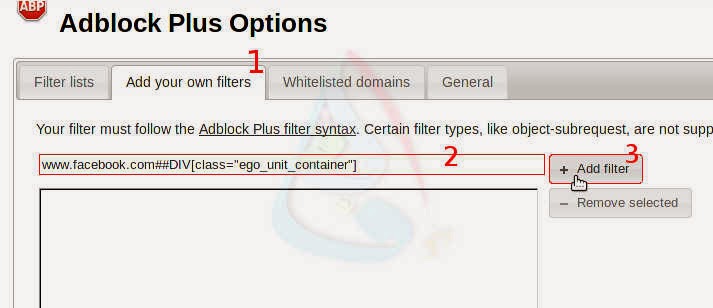 ABP
Adblock Plus Options
1
Filter lists
Add your own filters
Whitelisted domains
General
Your filter must follow the Adblock Plus filter syntax. Certain filter types, like object-subrequest, are not supp
www.facebook.com##DIV[class="ego_unit_container"]
2
3
+ Add filter
− Remove selected